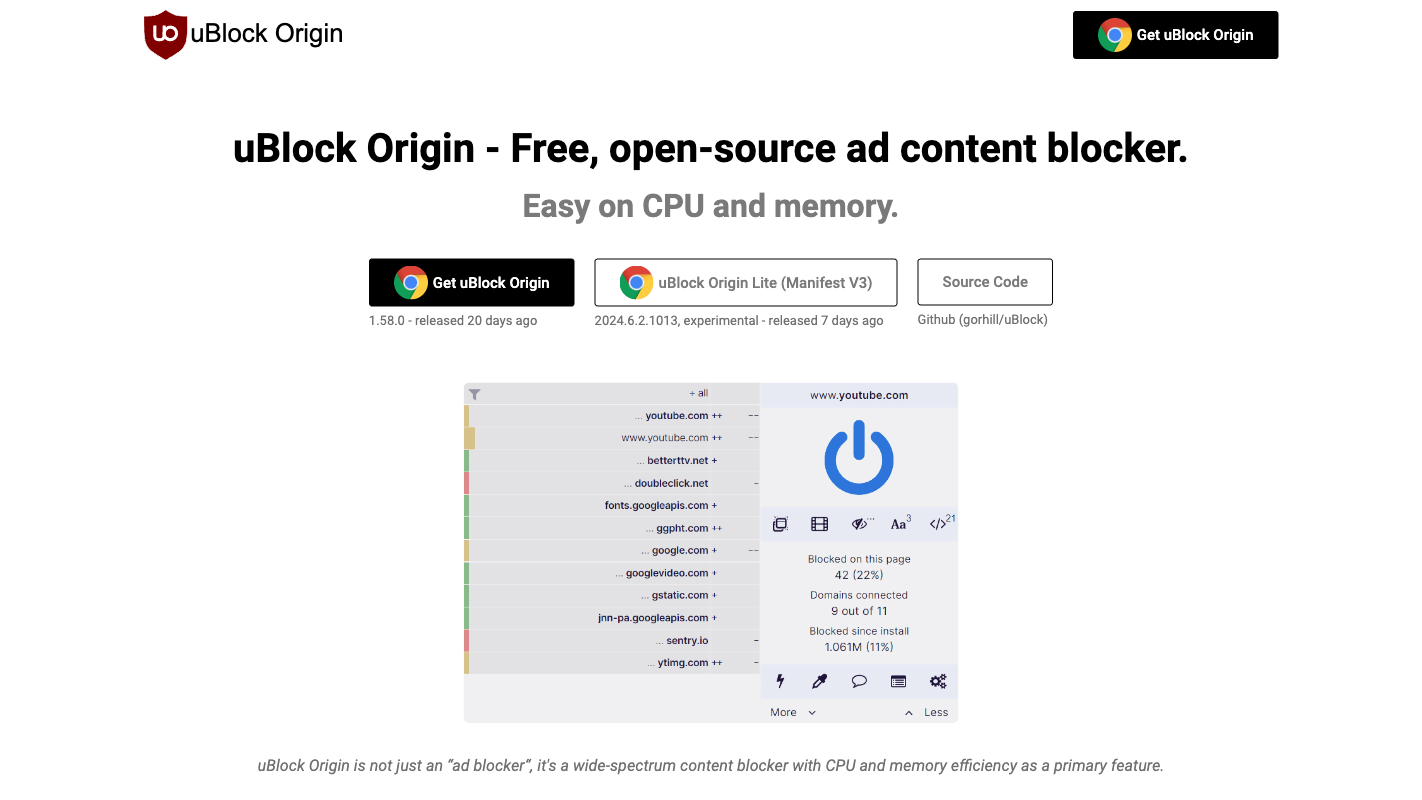 uBlock Origin
Get uBlock Origin
uBlock Origin - Free, open-source ad content blocker.
Easy on CPU and memory.
Get uBlock Origin
uBlock Origin Lite (Manifest V3)
Source Code
1.58.0 - released 20 days ago
2024.6.2.1013, experimental - released 7 days ago
Github (gorhill/uBlock)
+ all
... youtube.com ++ --
www.youtube.com ++ --
... betterttv.net +
... doubleclick.net -
fonts.googleapis.com +
... ggpht.com ++
... google.com + --
... googlevideo.com +
... gstatic.com +
jnn-pa.googleapis.com +
... sentry.io -
... ytimg.com ++ -
www.youtube.com
... Aa 3 </> 21
Blocked on this page
42 (22%)
Domains connected
9 out of 11
Blocked since install
1.061M (11%)
More
Less
uBlock Origin is not just an “ad blocker“, it's a wide-spectrum content blocker with CPU and memory efficiency as a primary feature.